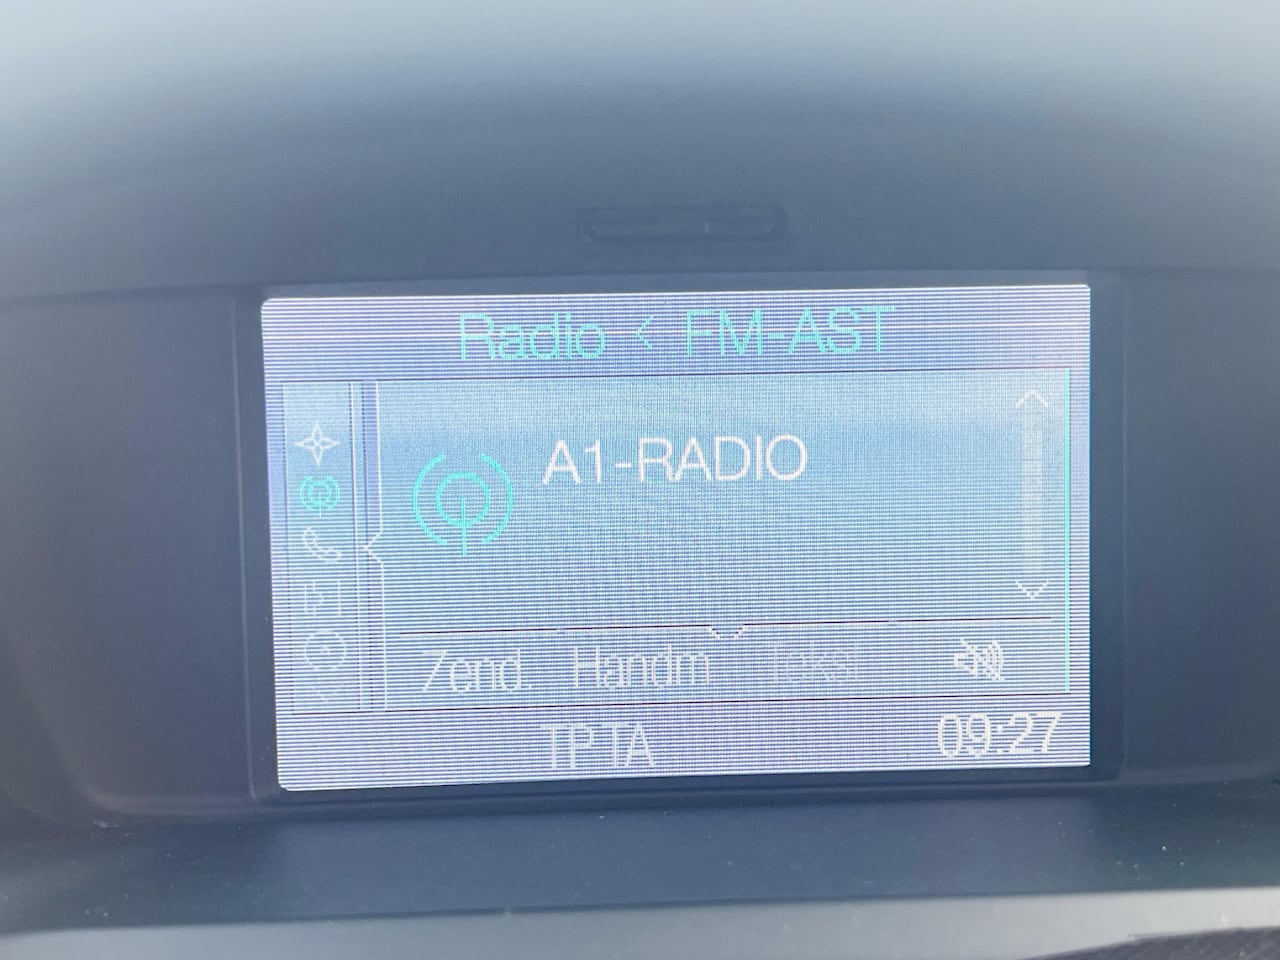 Radio < FM-AST
A1-RADIO
Zend. Handm Tekst
TP TA 09:27